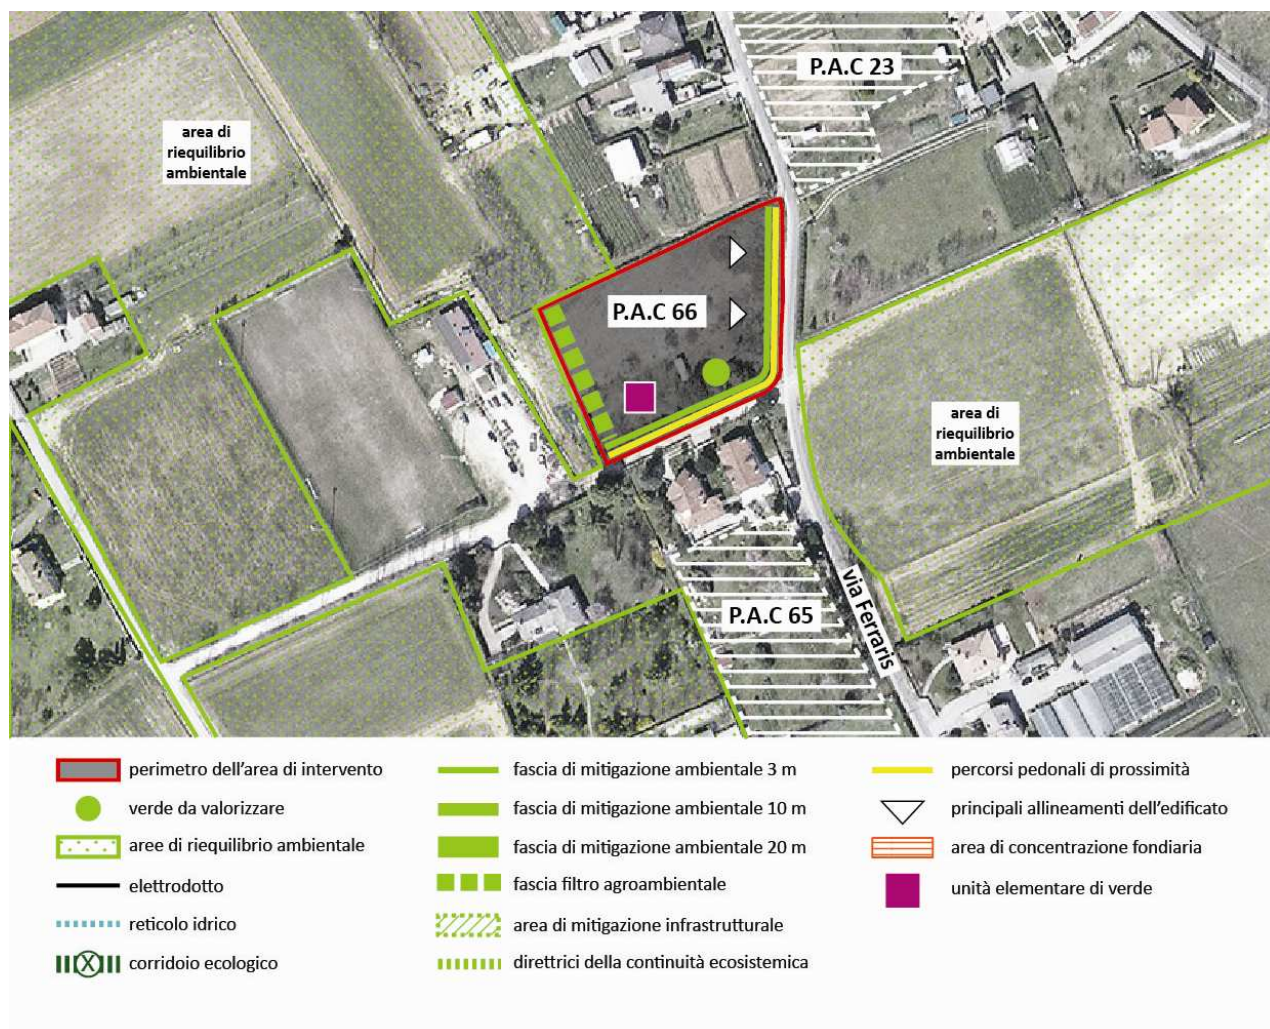 P.A.C 23
area di
riequilibrio
ambientale
P.A.C 66
area di
riequilibrio
ambientale
P.A.C 65
via Ferraris
perimetro dell'area di intervento
verde da valorizzare
aree di riequilibrio ambientale
elettrodotto
reticolo idrico
X corridoio ecologico
fascia di mitigazione ambientale 3 m
fascia di mitigazione ambientale 10 m
fascia di mitigazione ambientale 20 m
fascia filtro agroambientale
area di mitigazione infrastrutturale
direttrici della continuità ecosistemica
percorsi pedonali di prossimità
principali allineamenti dell'edificato
area di concentrazione fondiaria
unità elementare di verde